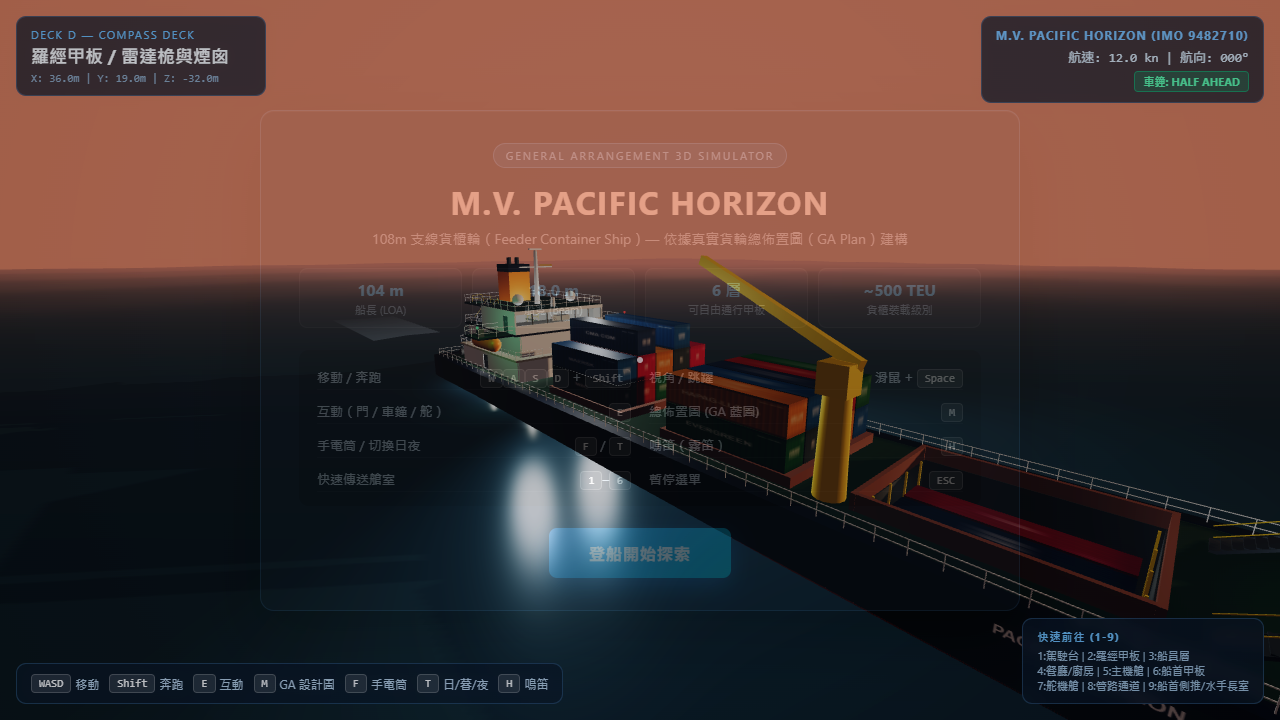 DECK D — COMPASS DECK
羅經甲板 / 雷達桅與煙囪
X: 36.0m | Y: 19.0m | Z: -32.0m
M.V. PACIFIC HORIZON (IMO 9482710)
航速: 12.0 kn | 航向: 000°
車鐘: HALF AHEAD
GENERAL ARRANGEMENT 3D SIMULATOR
M.V. PACIFIC HORIZON
108m 支線貨櫃輪（Feeder Container Ship）— 依據真實貨輪總佈置圖（GA Plan）建構
104 m
船長 (LOA)
6 層
可自由通行甲板
~500 TEU
貨櫃裝載級別
移動 / 奔跑
W A S D + Shift
視角 / 跳躍
滑鼠 + Space
互動（門 / 車鐘 / 舵）
E
總佈置圖 (GA 藍圖)
M
手電筒 / 切換日夜
F / T
鳴笛（霧笛）
H
快速傳送艙室
1 – 6
暫停選單
ESC
登船開始探索
快速前往 (1-9)
1:駕駛台 | 2:羅經甲板 | 3:船員層
4:餐廳/廚房 | 5:主機艙 | 6:船首甲板
7:舵機艙 | 8:管路通道 | 9:船首側推/水手長室
WASD 移動 Shift 奔跑 E 互動 M GA 設計圖 F 手電筒 T 日/暮/夜 H 鳴笛